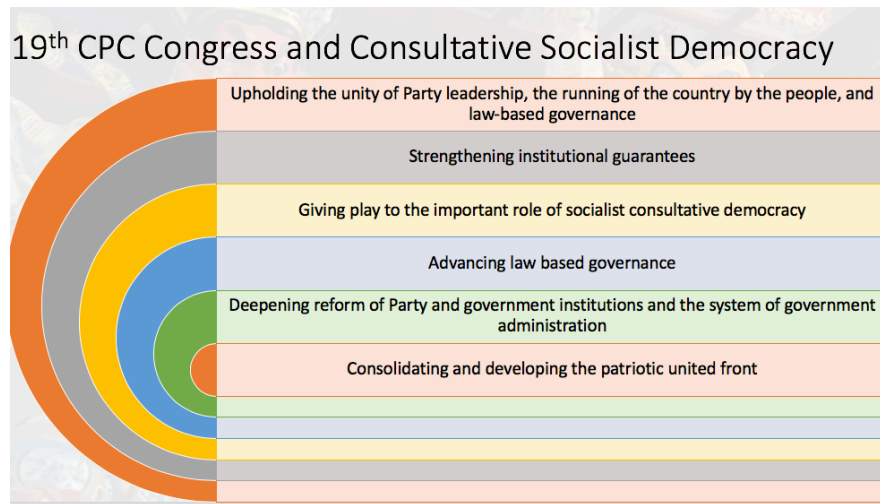 19th CPC Congress and Consultative Socialist Democracy
Upholding the unity of Party leadership, the running of the country by the people, and
law-based governance
Strengthening institutional guarantees
Giving play to the important role of socialist consultative democracy
Advancing law based governance
Deepening reform of Party and government institutions and the system of government
administration
Consolidating and developing the patriotic united front